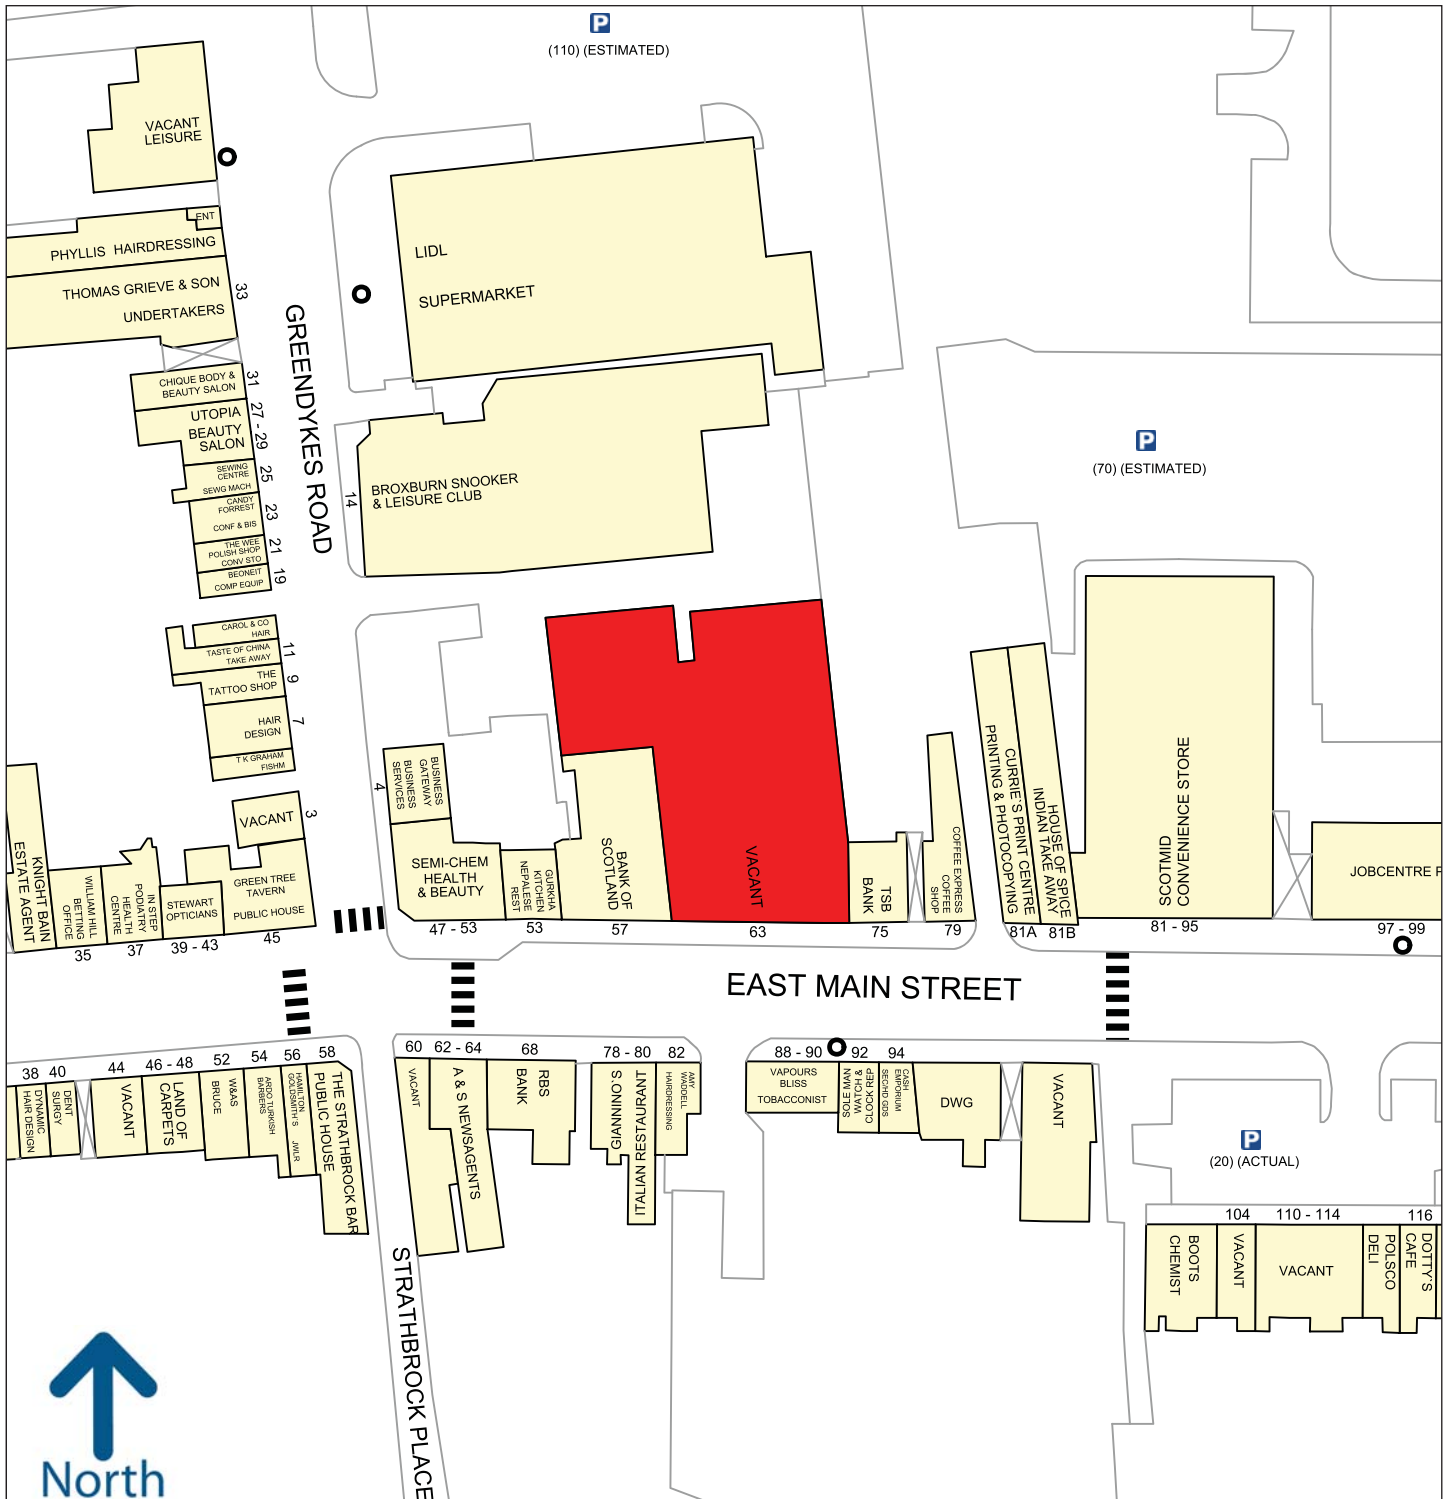 (110) (ESTIMATED)
VACANT
LEISURE
ENT
PHYLLIS HAIRDRESSING
THOMAS GRIEVE & SON
UNDERTAKERS
33
CHIQUE BODY &
BEAUTY SALON
31
UTOPIA
BEAUTY
SALON
27 - 29
SEWING
CENTRE
SEWG MACH
25
CANDY
FORREST
CONF & BIS
23
THE WEE
POLISH SHOP
CONV STO
21
BEONEIT
COMP EQUIP
19
GREENDYKES ROAD
LIDL
SUPERMARKET
BROXBURN SNOOKER
& LEISURE CLUB
14
P
(70) (ESTIMATED)
CAROL & CO
HAIR
TASTE OF CHINA
TAKE AWAY
11
THE
TATTOO SHOP
9
HAIR
DESIGN
7
T K GRAHAM
FISHM
VACANT
3
KNIGHT BAIN
ESTATE AGENT
WILLIAM HILL
BETTING
OFFICE
35
IN STEP
PODIATRY
HEALTH
CENTRE
37
STEWART
OPTICIANS
39 - 43
GREEN TREE
TAVERN
PUBLIC HOUSE
45
4
BUSINESS
GATEWAY
BUSINESS
SERVICES
SEMI-CHEM
HEALTH
& BEAUTY
47 - 53
GURKHA
KITCHEN
NEPALESE
REST
53
BANK OF
SCOTLAND
57
VACANT
63
TSB
BANK
75
COFFEE EXPRESS
COFFEE
SHOP
79
CURRIE'S PRINT CENTRE
PRINTING & PHOTOCOPYING
81A
HOUSE OF SPICE
INDIAN TAKE AWAY
81B
SCOTMID
CONVENIENCE STORE
81 - 95
JOBCENTRE P
97 - 99
EAST MAIN STREET
38
DYNAMIC
HAIR DESIGN
40
DENT
SURGY
44
VACANT
46 - 48
LAND OF
CARPETS
52
W&AS
BRUCE
54
ARDO TURKISH
BARBERS
56
HAMILTON
GOLDSMITH'S JWLR
58
THE STRATHBROCK BAR
PUBLIC HOUSE
60
VACANT
62 - 64
A & S NEWSAGENTS
68
RBS
BANK
78 - 80
GIANNINO'S
ITALIAN RESTAURANT
82
AMY
WADDELL
HAIRDRESSING
88 - 90
VAPOURS
BLISS
TOBACCONIST
92
SOLE MAN
WATCH &
CLOCK REP
94
CASH
EMPORIUM
SEC/HD GDS
DWG
VACANT
P
(20) (ACTUAL)
BOOTS
CHEMIST
104
VACANT
110 - 114
VACANT
POLSCO
DELI
116
DOTTY'S
CAFE
STRATHBROCK PLACE
North